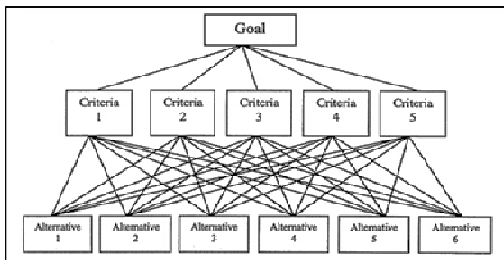 Goal
Criteria
1
Criteria
2
Criteria
3
Criteria
4
Criteria
5
Alternative
1
Alternative
2
Alternative
3
Alternative
4
Alternative
5
Alternative
6